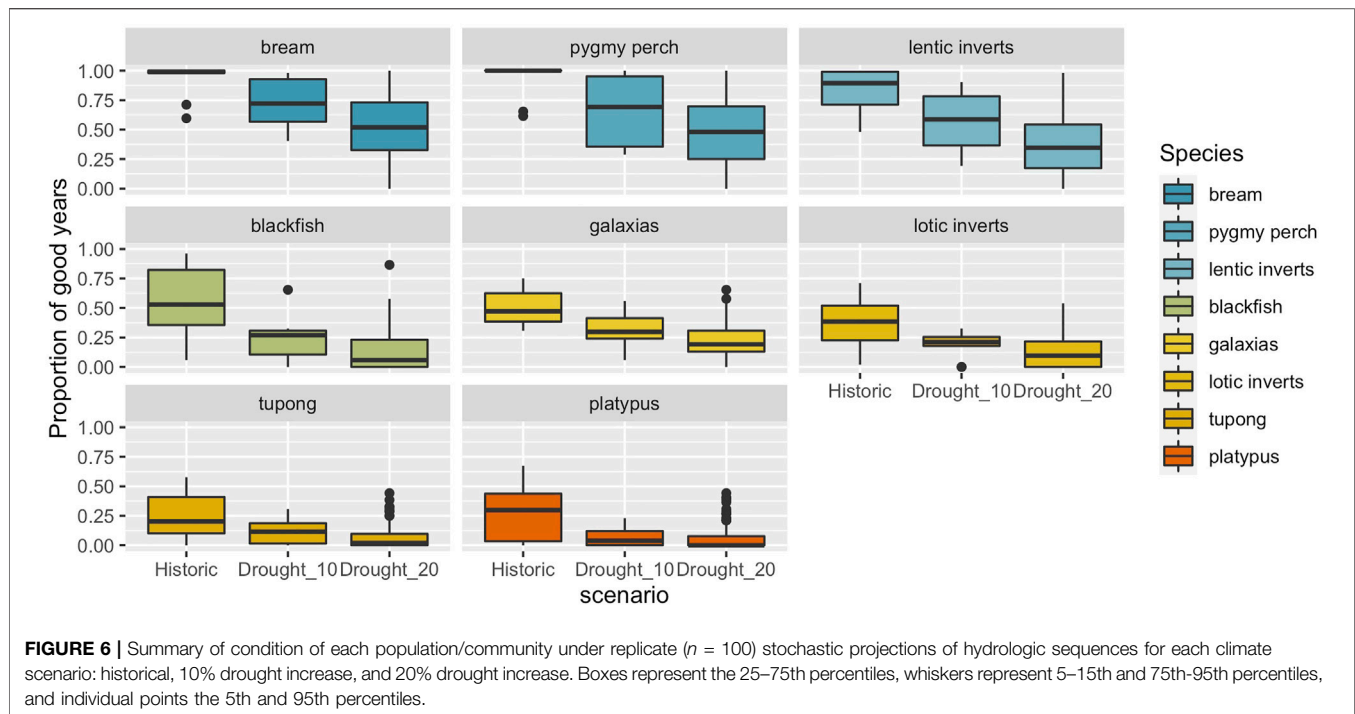 bream
pygmy perch
lentic inverts
1.00
0.75
0.50
0.25
0.00
blackfish
galaxias
lotic inverts
1.00
0.75
0.50
0.25
0.00
Historic Drought_10 Drought_20
tupong
platypus
1.00
0.75
0.50
0.25
0.00
Historic Drought_10 Drought_20
Historic Drought_10 Drought_20
Proportion of good years
scenario
Species
bream
pygmy perch
lentic inverts
blackfish
galaxias
lotic inverts
tupong
platypus
FIGURE 6 | Summary of condition of each population/community under replicate (n = 100) stochastic projections of hydrologic sequences for each climate
scenario: historical, 10% drought increase, and 20% drought increase. Boxes represent the 25–75th percentiles, whiskers represent 5–15th and 75th-95th percentiles,
and individual points the 5th and 95th percentiles.